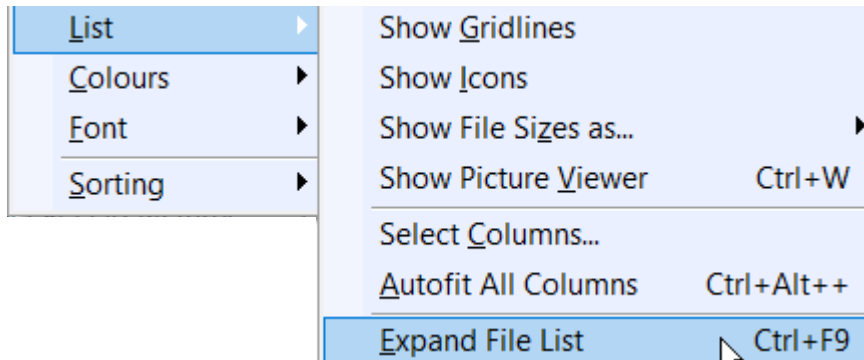 List
Colours
Font
Sorting
Show Gridlines
Show Icons
Show File Sizes as...
Show Picture Viewer Ctrl+W
Select Columns...
Autofit All Columns Ctrl+Alt++
Expand File List Ctrl+F9